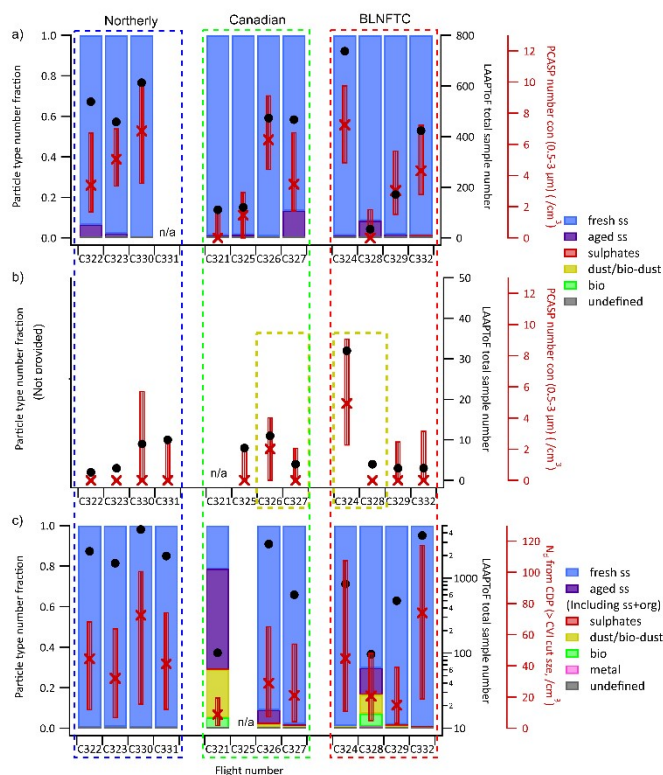 Northerly Canadian BLNFTC
a)
Particle type number fraction
1.0
0.8
0.6
0.4
0.2
0.0
n/a
C322 C323 C330 C331
C321 C325 C326 C327
C324 C328 C329 C332
800
600
400
200
0
LAAPToF total sample number
12
10
8
6
4
2
0
PCASP number con (0.5-3 µm) ( /cm3)
fresh ss
aged ss
sulphates
dust/bio-dust
bio
undefined
b)
Particle type number fraction
(Not provided)
n/a
C322 C323 C330 C331
C321 C325 C326 C327
C324 C328 C329 C332
50
40
30
20
10
0
LAAPToF total sample number
12
10
8
6
4
2
0
PCASP number con (0.5-3 µm) ( /cm3)
c)
Particle type number fraction
1.0
0.8
0.6
0.4
0.2
0.0
n/a
C322 C323 C330 C331
C321 C325 C326 C327
C324 C328 C329 C332
Flight number
4
2
1000
6
4
2
100
6
4
2
10
LAAPToF total sample number
120
100
80
60
40
20
0
Nd from CDP (> CVI cut size, /cm3)
fresh ss
aged ss
(Including ss+org)
sulphates
dust/bio-dust
bio
metal
undefined